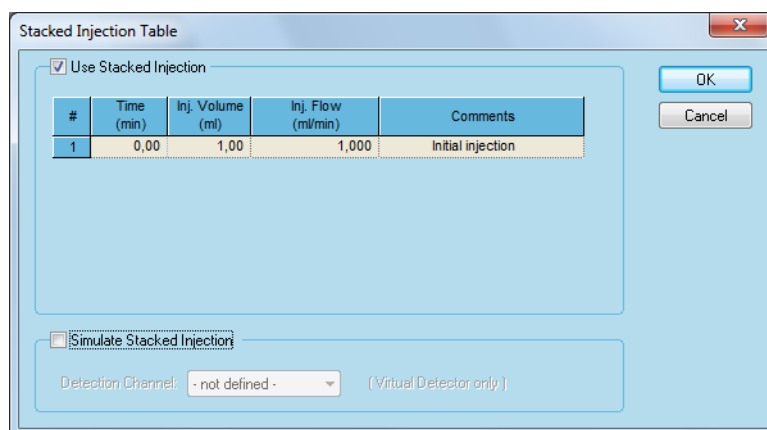 Stacked Injection Table
Use Stacked Injection
OK
Cancel
# Time (min) Inj. Volume (ml) Inj. Flow (ml/min) Comments
1 0,00 1,00 1,000 Initial injection
Simulate Stacked Injection
Detection Channel: - not defined - (Virtual Detector only )